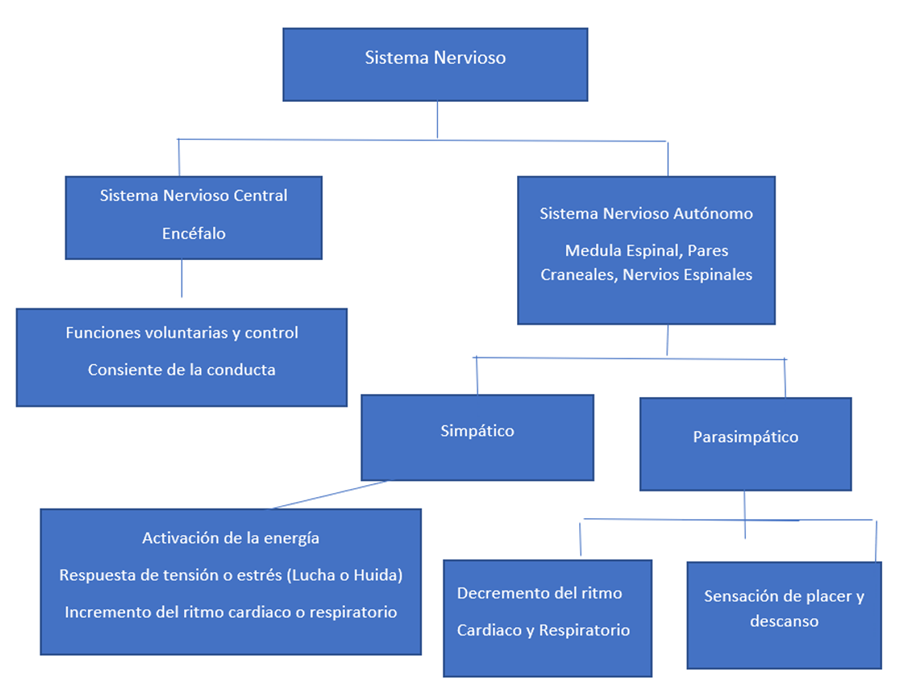 Sistema Nervioso
Sistema Nervioso Central
Encéfalo
Sistema Nervioso Autónomo
Medula Espinal, Pares
Craneales, Nervios Espinales
Funciones voluntarias y control
Consiente de la conducta
Simpático
Parasimpático
Activación de la energía
Respuesta de tensión o estrés (Lucha o Huida)
Incremento del ritmo cardiaco o respiratorio
Decremento del ritmo
Cardiaco y Respiratorio
Sensación de placer y
descanso